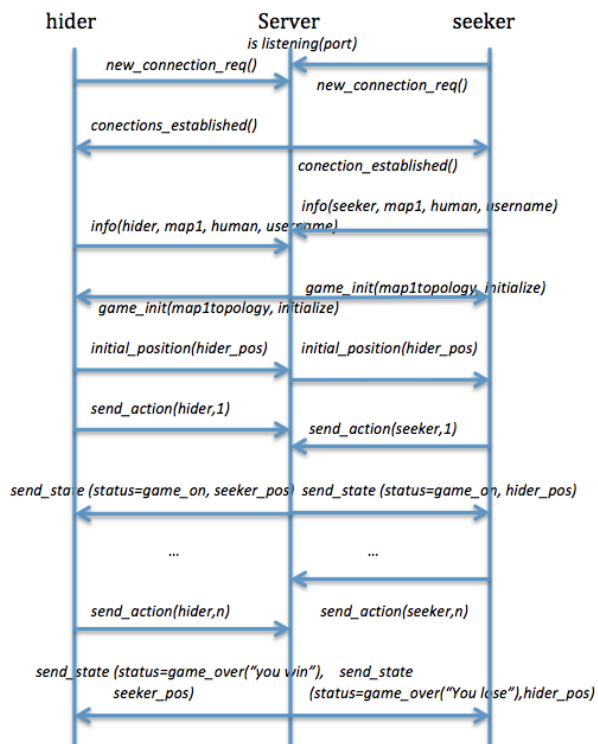 hider Server seeker
is listening(port)
new_connection_req()
new_connection_req()
conections_established()
conection_established()
info(seeker, map1, human, username)
info(hider, map1, human, username)
game_init(map1topology, initialize)
game_init(map1topology, initialize)
initial_position(hider_pos) initial_position(hider_pos)
send_action(hider,1)
send_action(seeker,1)
send_state (status=game_on, seeker_pos) send_state (status=game_on, hider_pos)
... ...
send_action(hider,n) send_action(seeker,n)
send_state (status=game_over(“you win”), send_state
seeker_pos) (status=game_over(“You lose”),hider_pos)